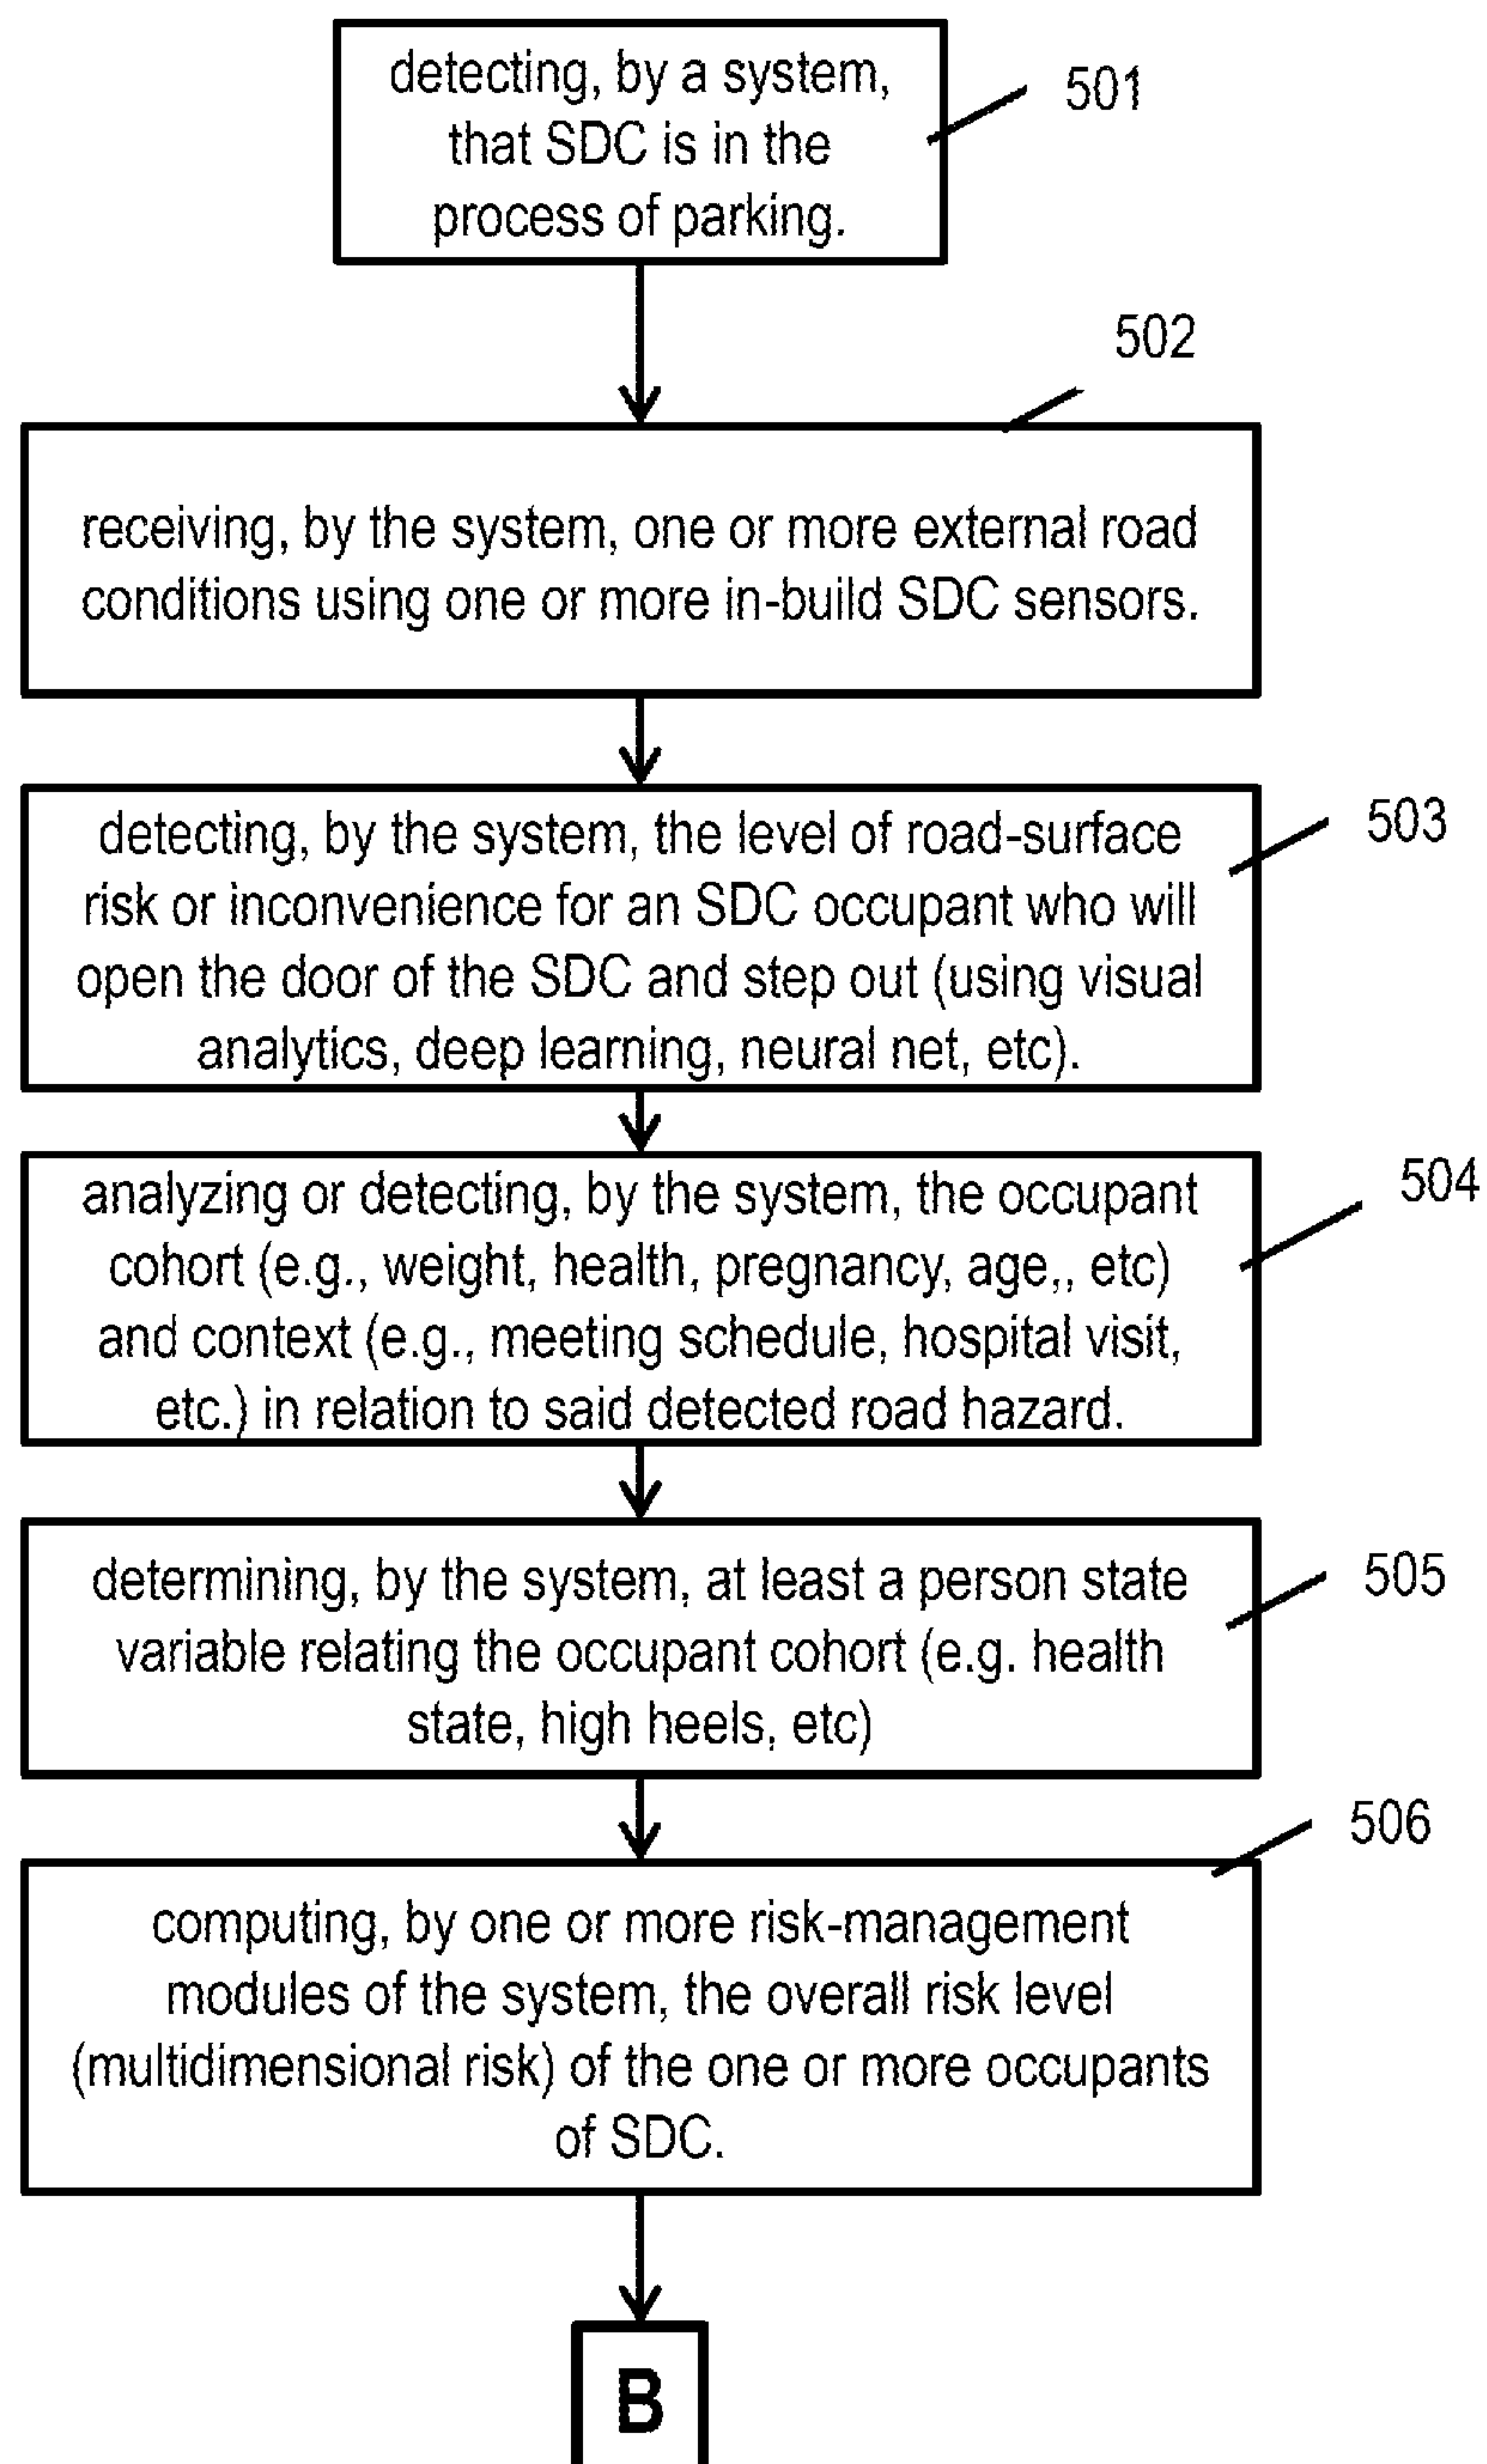 detecting, by a system,
that SDC is in the
process of parking.
501
502
receiving, by the system, one or more external road
conditions using one or more in-build SDC sensors.
503
detecting, by the system, the level of road-surface
risk or inconvenience for an SDC occupant who will
open the door of the SDC and step out (using visual
analytics, deep learning, neural net, etc).
504
analyzing or detecting, by the system, the occupant
cohort (e.g., weight, health, pregnancy, age,, etc)
and context (e.g., meeting schedule, hospital visit,
etc.) in relation to said detected road hazard.
505
determining, by the system, at least a person state
variable relating the occupant cohort (e.g. health
state, high heels, etc)
506
computing, by one or more risk-management
modules of the system, the overall risk level
(multidimensional risk) of the one or more occupants
of SDC.
B